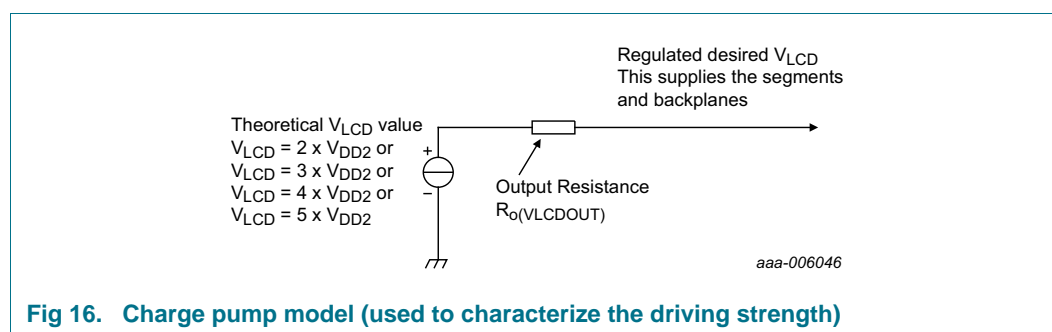 Regulated desired VLCD
This supplies the segments
and backplanes
Theoretical VLCD value
VLCD = 2 x VDD2 or
VLCD = 3 x VDD2 or
VLCD = 4 x VDD2 or
VLCD = 5 x VDD2
+
−
Output Resistance
Ro(VLCDOUT)
aaa-006046
Fig 16. Charge pump model (used to characterize the driving strength)